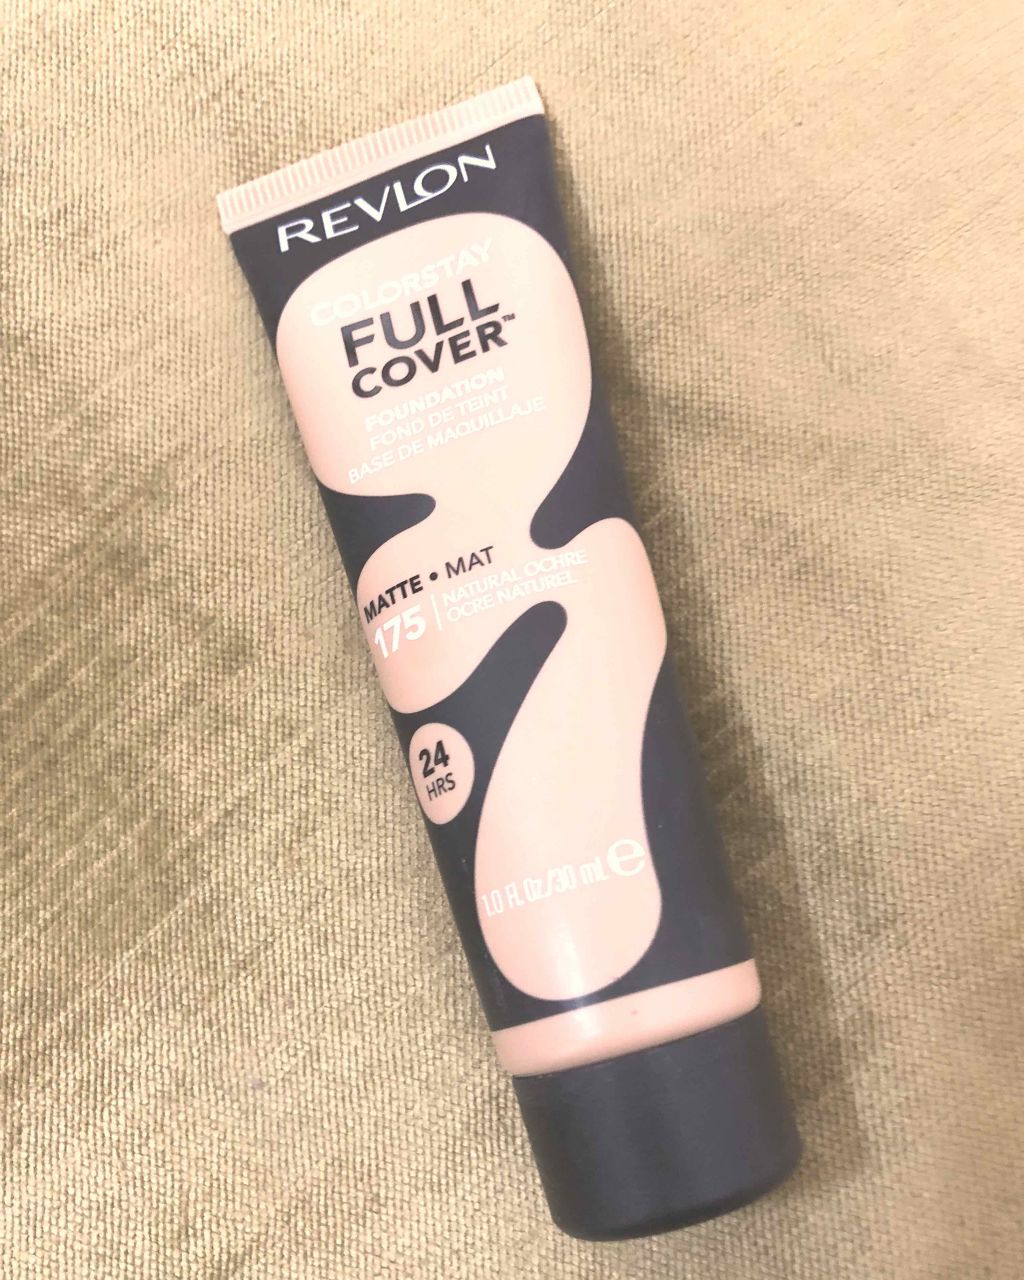 REVLON
COLORSTAY
FULL
COVER™
FOUNDATION
FOND DE TEINT
BASE DE MAQUILLAJE
MATTE • MAT
175 | NATURAL OCHRE
OCRE NATUREL
24
HRS
1.0 FL. Oz/30 mL e